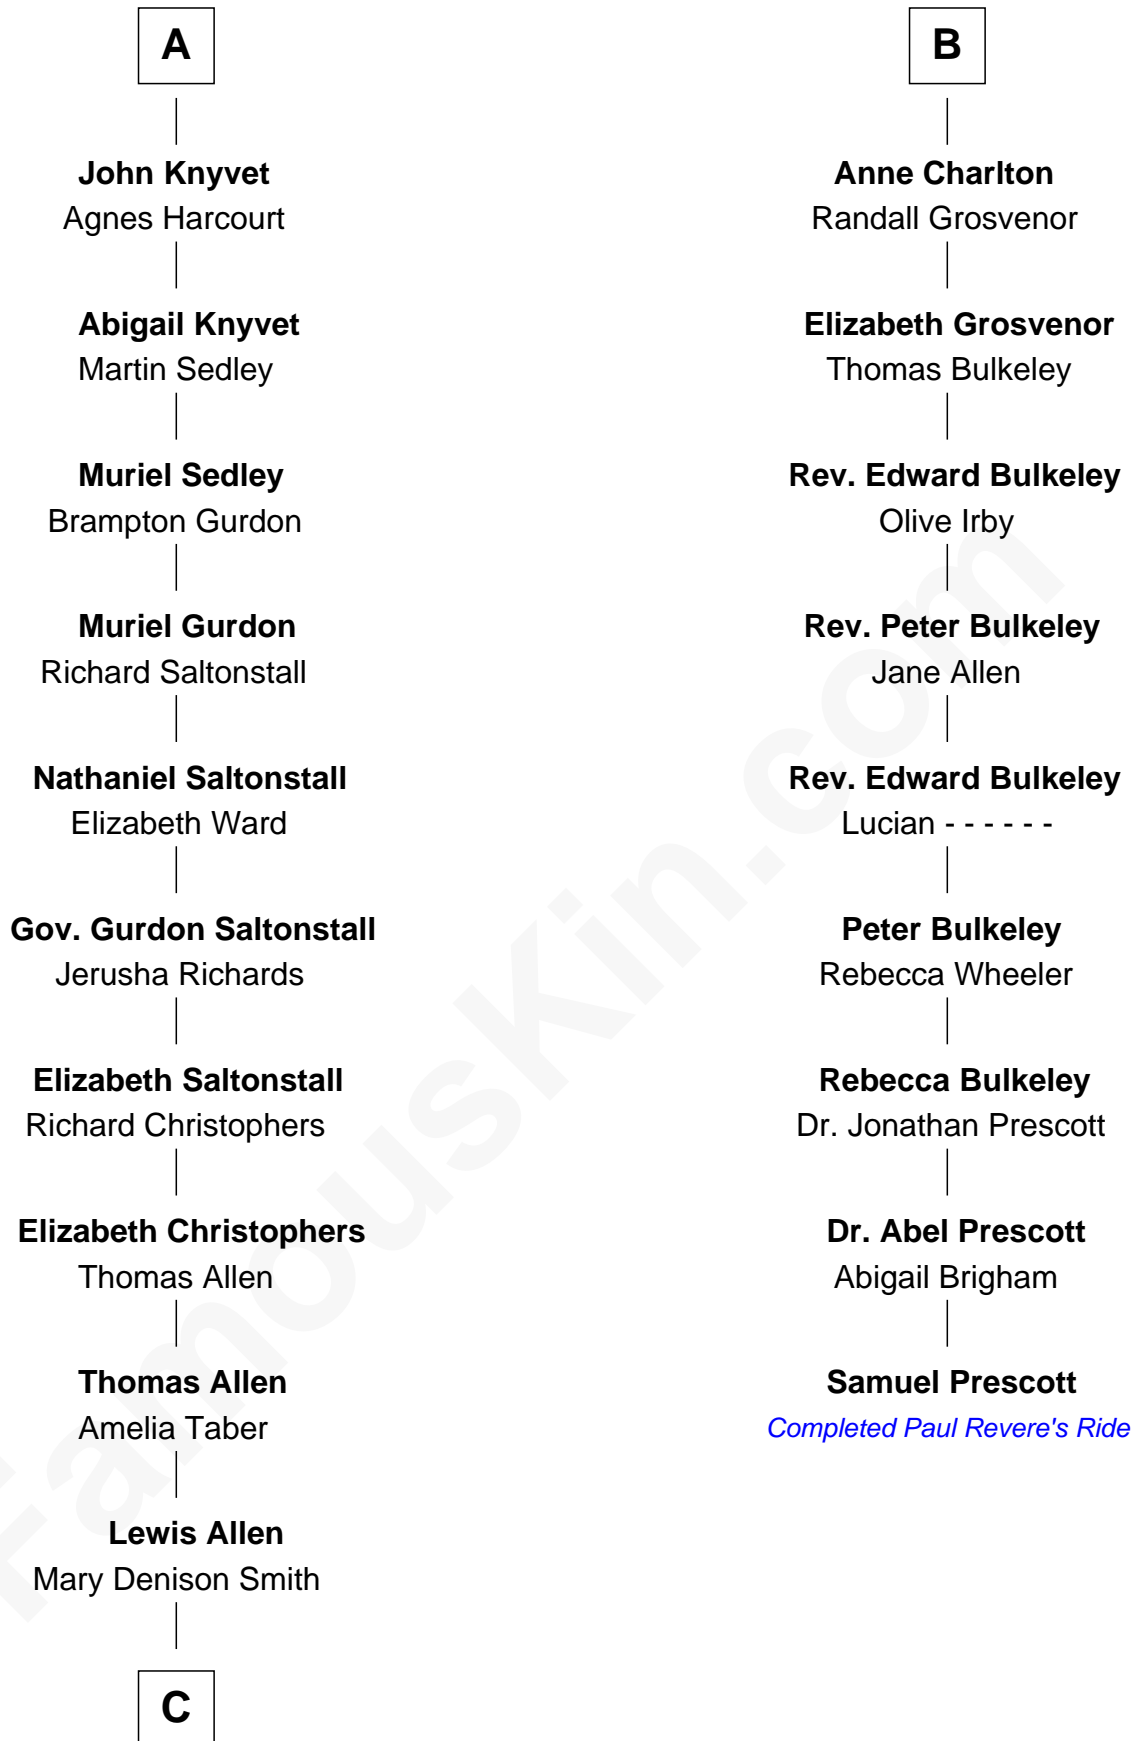 A
John Knyvet
Agnes Harcourt
Abigail Knyvet
Martin Sedley
Muriel Sedley
Brampton Gurdon
Muriel Gurdon
Richard Saltonstall
Nathaniel Saltonstall
Elizabeth Ward
Gov. Gurdon Saltonstall
Jerusha Richards
Elizabeth Saltonstall
Richard Christophers
Elizabeth Christophers
Thomas Allen
Thomas Allen
Amelia Taber
Lewis Allen
Mary Denison Smith
C
B
Anne Charlton
Randall Grosvenor
Elizabeth Grosvenor
Thomas Bulkeley
Rev. Edward Bulkeley
Olive Irby
Rev. Peter Bulkeley
Jane Allen
Rev. Edward Bulkeley
Lucian - - - - - -
Peter Bulkeley
Rebecca Wheeler
Rebecca Bulkeley
Dr. Jonathan Prescott
Dr. Abel Prescott
Abigail Brigham
Samuel Prescott
Completed Paul Revere's Ride
FamousKin.com